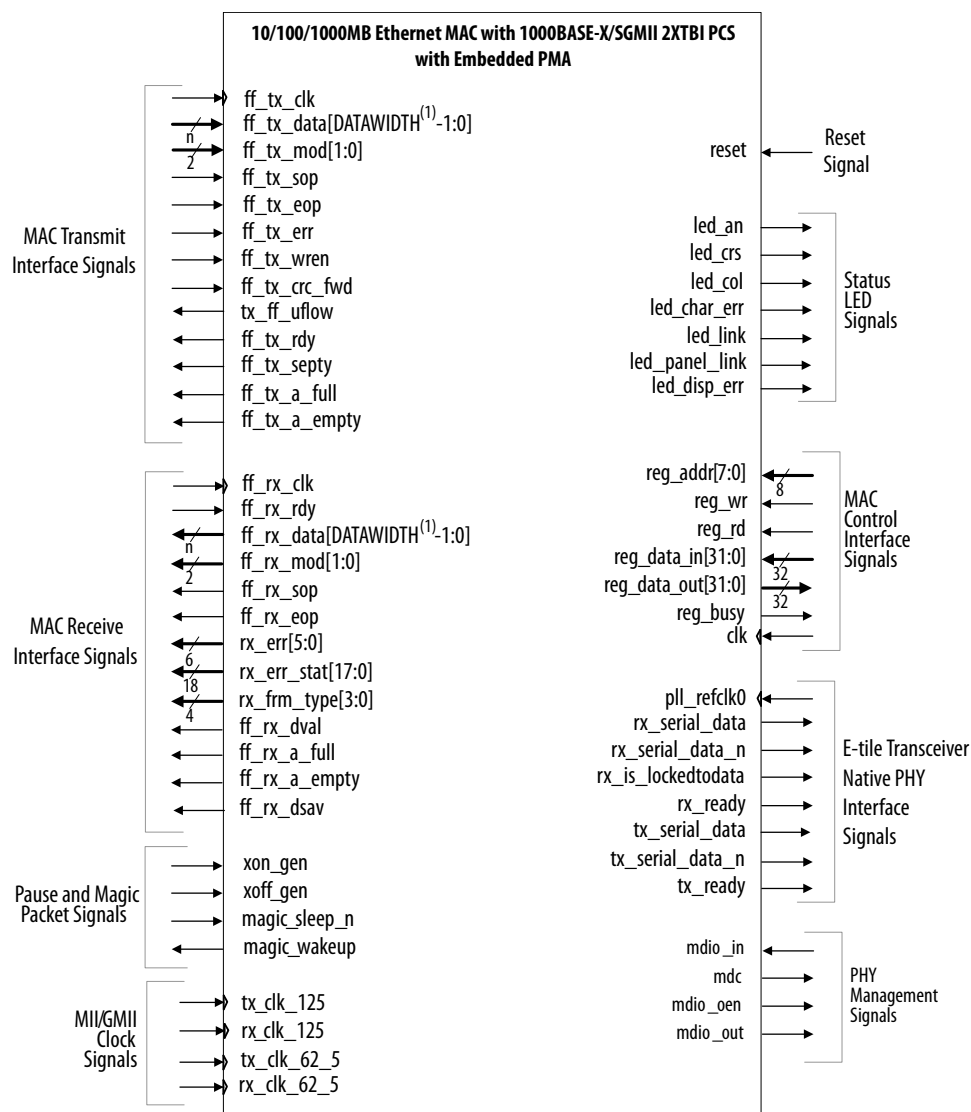 10/100/1000MB Ethernet MAC with 1000BASE-X/SGMII 2XTBI PCS
with Embedded PMA
MAC Transmit
Interface Signals
ff_tx_clk
ff_tx_data[DATAWIDTH(1)-1:0]
n
ff_tx_mod[1:0]
2
ff_tx_sop
ff_tx_eop
ff_tx_err
ff_tx_wren
ff_tx_crc_fwd
tx_ff_uflow
ff_tx_rdy
ff_tx_septy
ff_tx_a_full
ff_tx_a_empty
MAC Receive
Interface Signals
ff_rx_clk
ff_rx_rdy
ff_rx_data[DATAWIDTH(1)-1:0]
n
ff_rx_mod[1:0]
2
ff_rx_sop
ff_rx_eop
rx_err[5:0]
6
rx_err_stat[17:0]
18
rx_frm_type[3:0]
4
ff_rx_dval
ff_rx_a_full
ff_rx_a_empty
ff_rx_dsav
Pause and Magic
Packet Signals
xon_gen
xoff_gen
magic_sleep_n
magic_wakeup
MII/GMII
Clock
Signals
tx_clk_125
rx_clk_125
tx_clk_62_5
rx_clk_62_5
reset
Reset
Signal
led_an
led_crs
led_col
led_char_err
led_link
led_panel_link
led_disp_err
Status
LED
Signals
reg_addr[7:0]
8
reg_wr
reg_rd
reg_data_in[31:0]
32
reg_data_out[31:0]
32
reg_busy
clk
MAC
Control
Interface
Signals
pll_refclk0
rx_serial_data
rx_serial_data_n
rx_is_lockedtodata
rx_ready
tx_serial_data
tx_serial_data_n
tx_ready
E-tile Transceiver
Native PHY
Interface
Signals
mdio_in
mdc
mdio_oen
mdio_out
PHY
Management
Signals